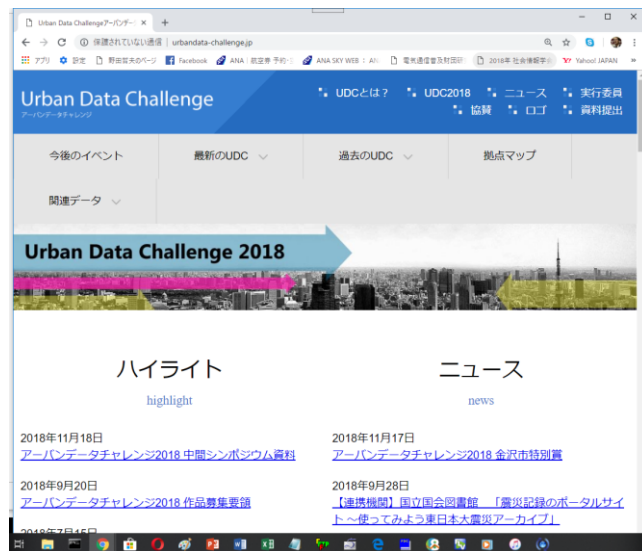 Urban Data Challengeアーバンデータ
保護されていない通信 | urbandata-challenge.jp
アプリ 設定 野田哲夫のページ Facebook ANA | 航空券 予約・ ANA SKY WEB : AN 電気通信普及財団研 2018年 社会情報学会 Yahoo! JAPAN
Urban Data Challenge
アーバンデータチャレンジ
UDCとは？ UDC2018 ニュース 実行委員
協賛 ロゴ 資料提出
今後のイベント 最新のUDC 過去のUDC 拠点マップ
関連データ
Urban Data Challenge 2018
ハイライト
highlight
2018年11月18日
アーバンデータチャレンジ2018 中間シンポジウム資料
2018年9月20日
アーバンデータチャレンジ2018 作品募集要領
2018年7月15日
ニュース
news
2018年11月17日
アーバンデータチャレンジ2018 金沢市特別賞
2018年9月28日
【連携機関】国立国会図書館　「震災記録のポータルサイ
ト～使ってみよう東日本大震災アーカイブ」